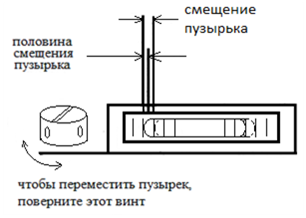 смещение
пузырька
половина
смещения
пузырька
чтобы переместить пузырек,
поверните этот винт